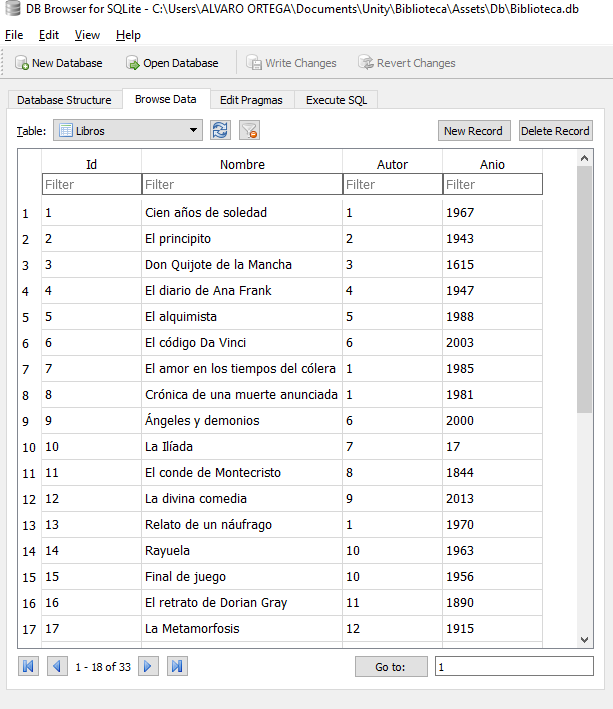 DB Browser for SQLite - C:\Users\ALVARO ORTEGA\Documents\Unity\Biblioteca\Assets\Db\Biblioteca.db
File Edit View Help
New Database Open Database Write Changes Revert Changes
Database Structure Browse Data Edit Pragmas Execute SQL
Table: Libros New Record Delete Record
Id Nombre Autor Anio
Filter Filter Filter Filter
1 1 Cien años de soledad 1 1967
2 2 El principito 2 1943
3 3 Don Quijote de la Mancha 3 1615
4 4 El diario de Ana Frank 4 1947
5 5 El alquimista 5 1988
6 6 El código Da Vinci 6 2003
7 7 El amor en los tiempos del cólera 1 1985
8 8 Crónica de una muerte anunciada 1 1981
9 9 Ángeles y demonios 6 2000
10 10 La Ilíada 7 17
11 11 El conde de Montecristo 8 1844
12 12 La divina comedia 9 2013
13 13 Relato de un náufrago 1 1970
14 14 Rayuela 10 1963
15 15 Final de juego 10 1956
16 16 El retrato de Dorian Gray 11 1890
17 17 La Metamorfosis 12 1915
1 - 18 of 33 Go to: 1